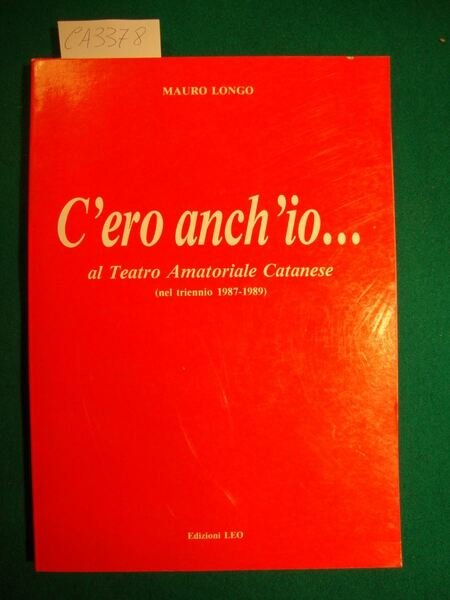 CA3378
MAURO LONGO
C'ero anch'io...
al Teatro Amatoriale Catanese
(nel triennio 1987-1989)
Edizioni LEO